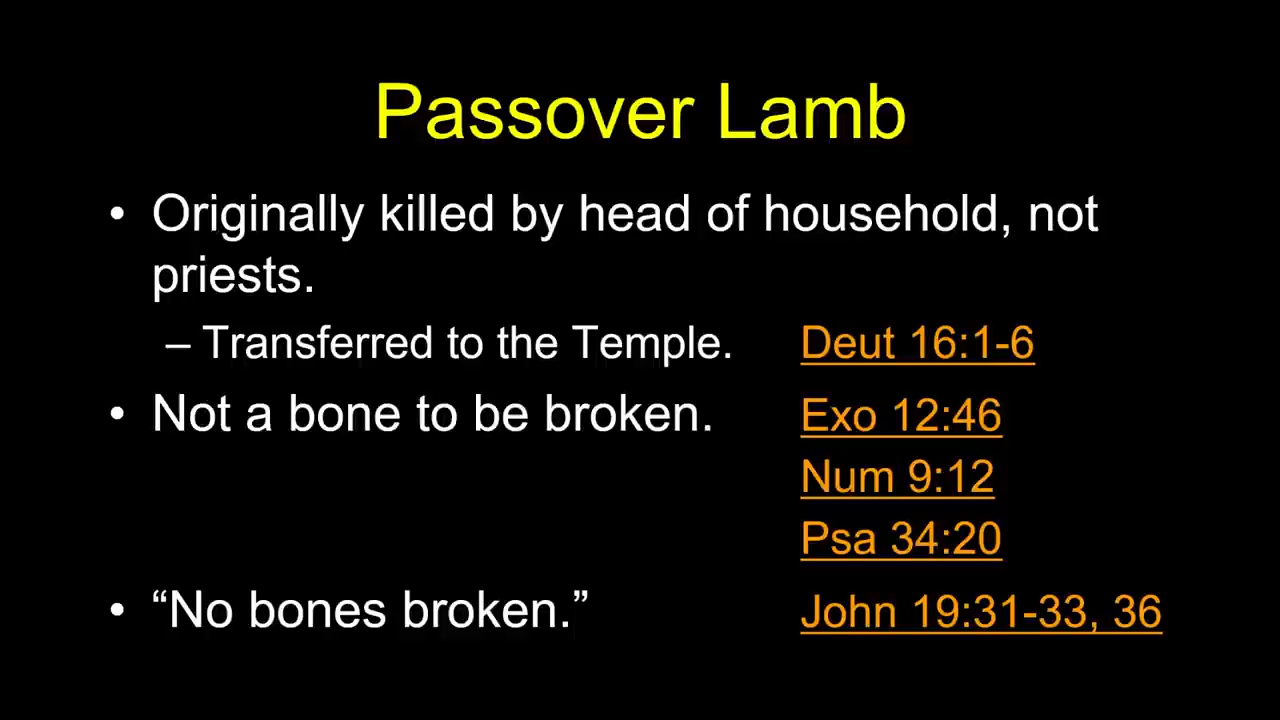 Passover Lamb
• Originally killed by head of household, not
priests.
– Transferred to the Temple. Deut 16:1-6
• Not a bone to be broken. Exo 12:46
Num 9:12
Psa 34:20
• “No bones broken.” John 19:31-33, 36